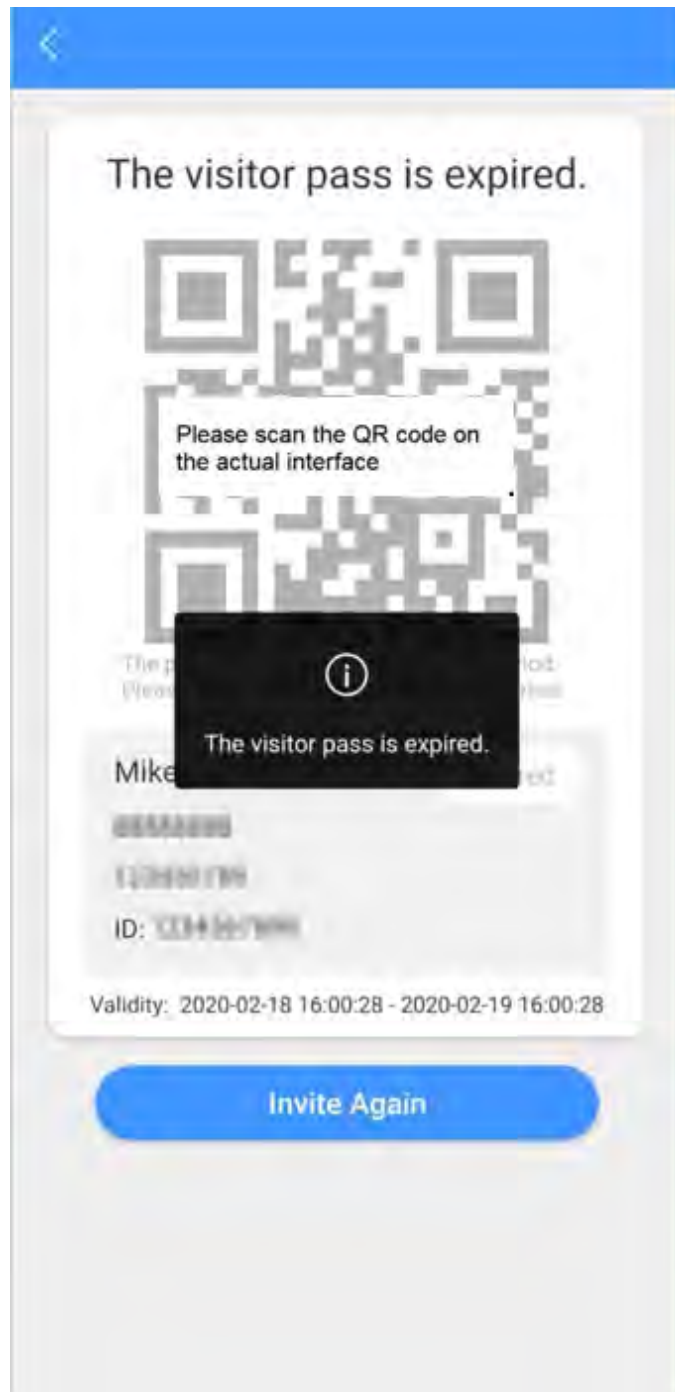 The visitor pass is expired.
Please scan the QR code on
the actual interface
The
The visitor pass is expired.
Mike
ID:
Validity: 2020-02-18 16:00:28 - 2020-02-19 16:00:28
Invite Again